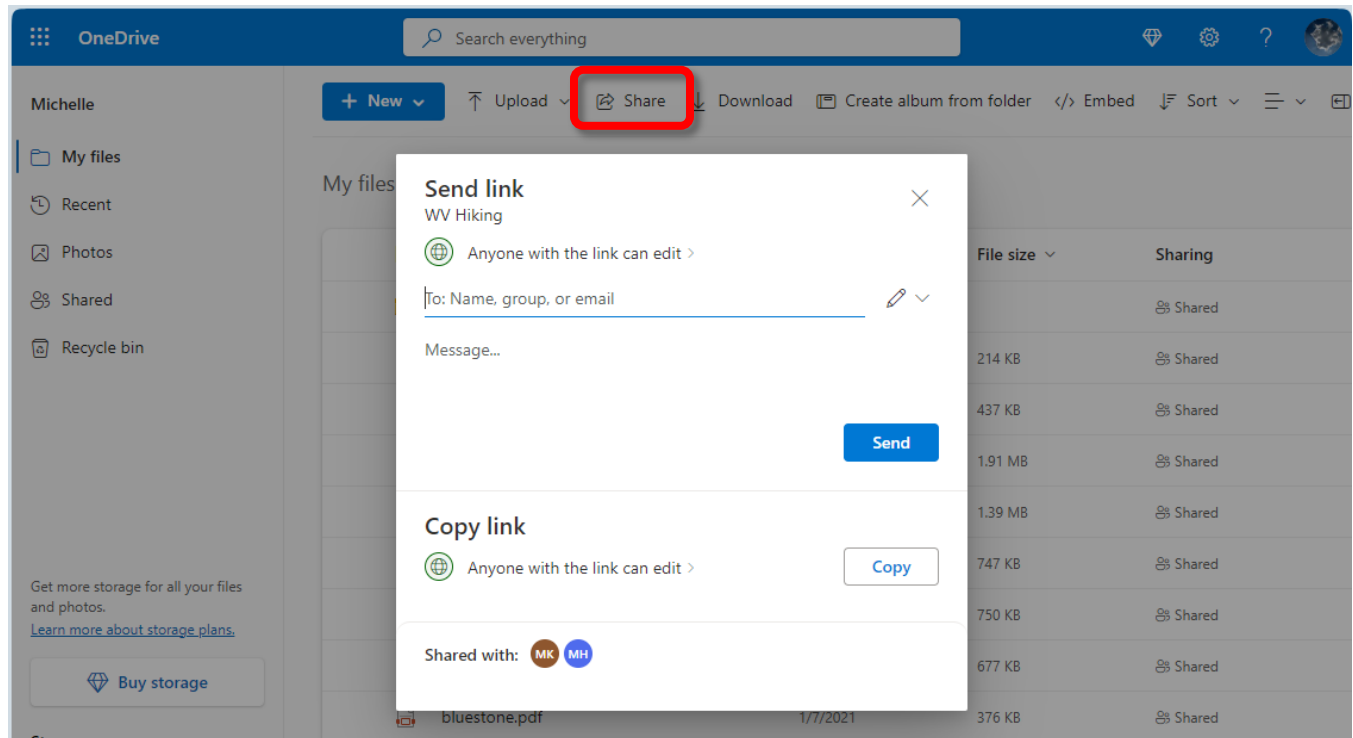 OneDrive
Search everything
?
Michelle
+ New
Upload
Share
Download
Create album from folder
</> Embed
Sort
My files
Recent
Photos
Shared
Recycle bin
Get more storage for all your files
and photos.
Learn more about storage plans.
Buy storage
My files
File size
Sharing
Shared
214 KB
Shared
437 KB
Shared
1.91 MB
Shared
1.39 MB
Shared
747 KB
Shared
750 KB
Shared
677 KB
Shared
bluestone.pdf
1/7/2021
376 KB
Shared
Send link
WV Hiking
Anyone with the link can edit >
To: Name, group, or email
Message...
Send
Copy link
Anyone with the link can edit >
Copy
Shared with:
MK
MH